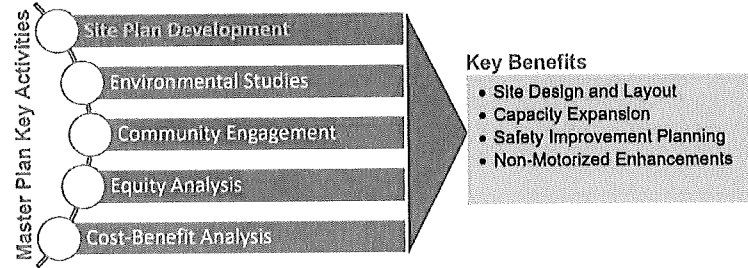 Master Plan Key Activities
Site Plan Development
Environmental Studies
Community Engagement
Equity Analysis
Cost-Benefit Analysis
Key Benefits
• Site Design and Layout
• Capacity Expansion
• Safety Improvement Planning
• Non-Motorized Enhancements